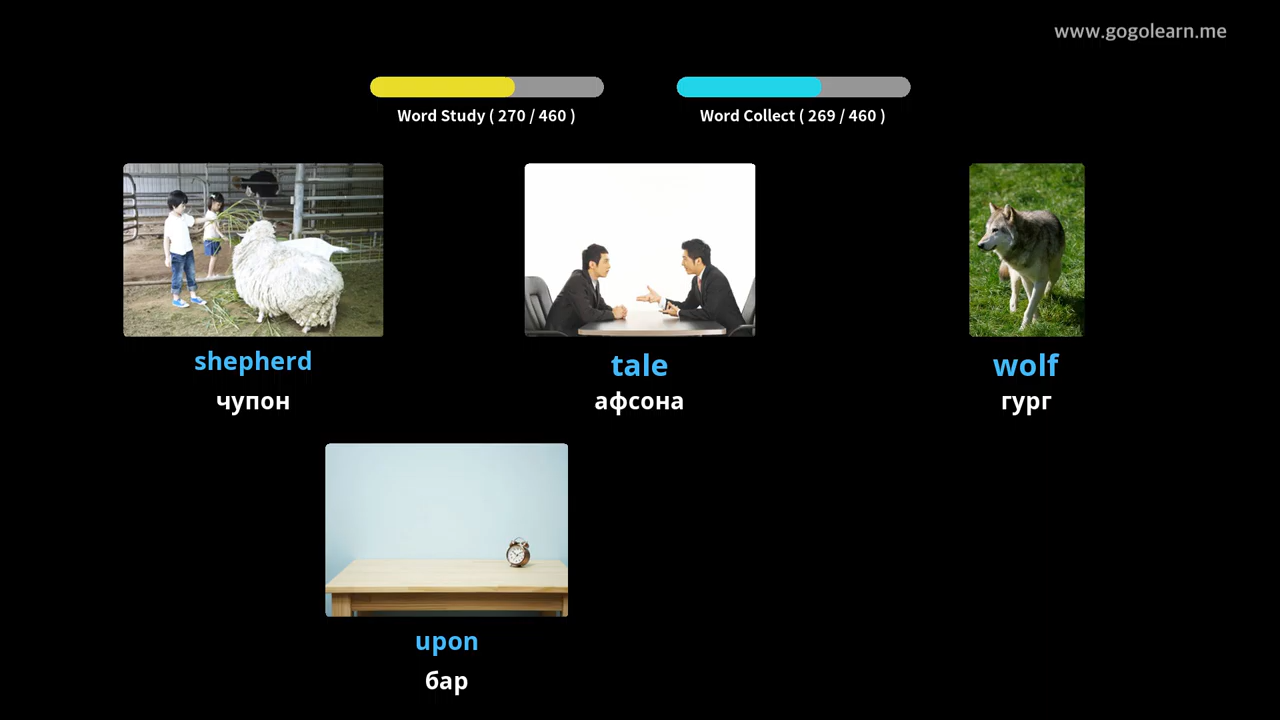 www.gogolearn.me
Word Study ( 270 / 460 )
Word Collect ( 269 / 460 )
shepherd
tale
wolf
чупон
афсона
гург
upon
бар